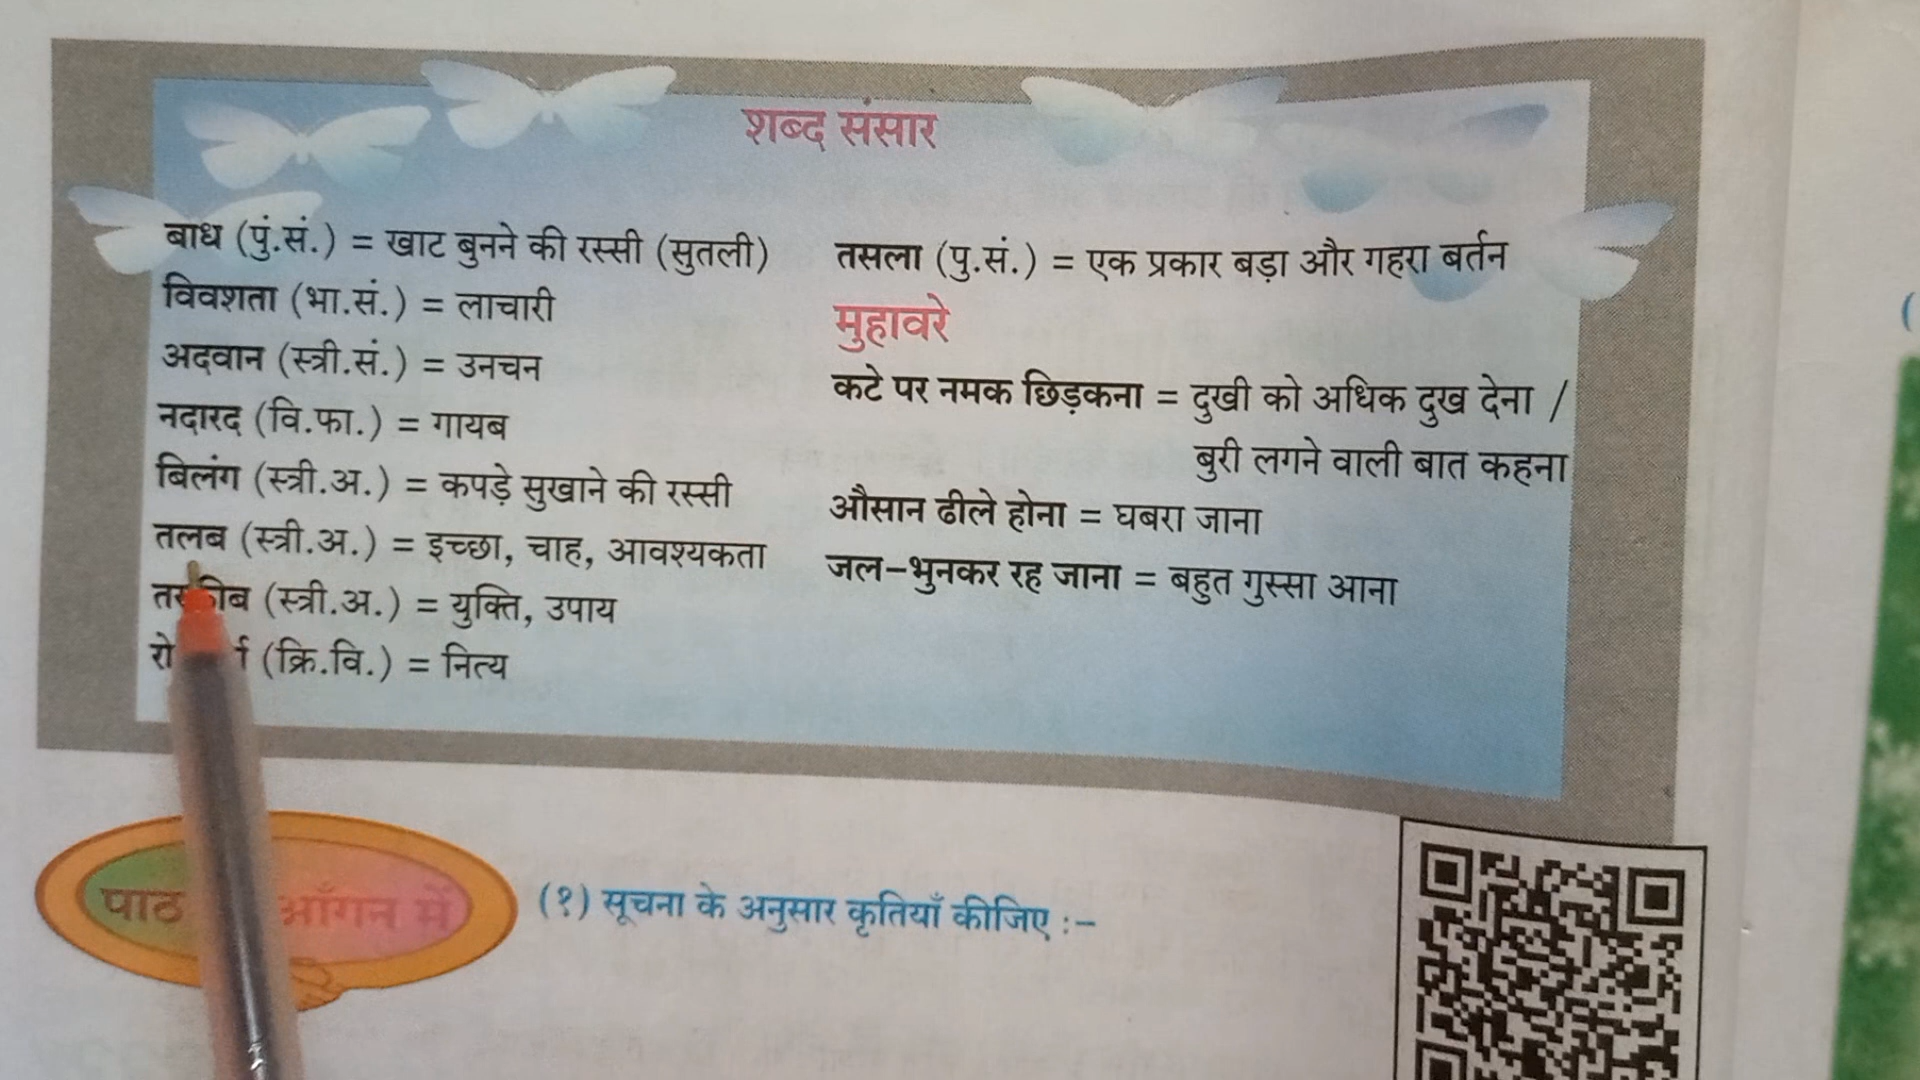 शब्द संसार
बाध (पुं.सं.) = खाट बुनने की रस्सी (सुतली)
विवशता (भा.सं.) = लाचारी
अदवान (स्त्री.सं.) = उनचन
नदारद (वि.फा.) = गायब
बिलंग (स्त्री.अ.) = कपड़े सुखाने की रस्सी
तलब (स्त्री.अ.) = इच्छा, चाह, आवश्यकता
(स्त्री.अ.) = युक्ति, उपाय
(क्रि.वि.) = नित्य
तसला (पु.सं.) = एक प्रकार बड़ा और गहरा बर्तन
मुहावरे
कटे पर नमक छिड़कना = दुखी को अधिक दुख देना /
बुरी लगने वाली बात कहना
औसान ढीले होना = घबरा जाना
जल-भुनकर रह जाना = बहुत गुस्सा आना
पाठ आँगन में
(१) सूचना के अनुसार कृतियाँ कीजिए :-